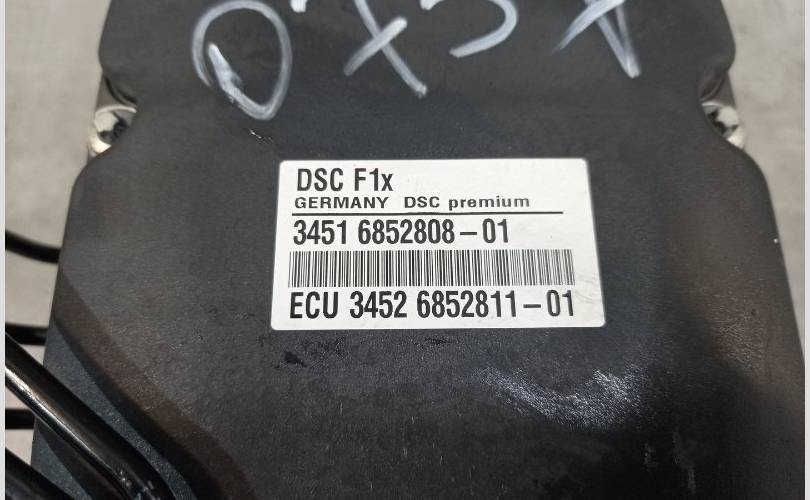 DSC F1x
GERMANY DSC premium
3451 6852808-01
ECU 3452 6852811-01